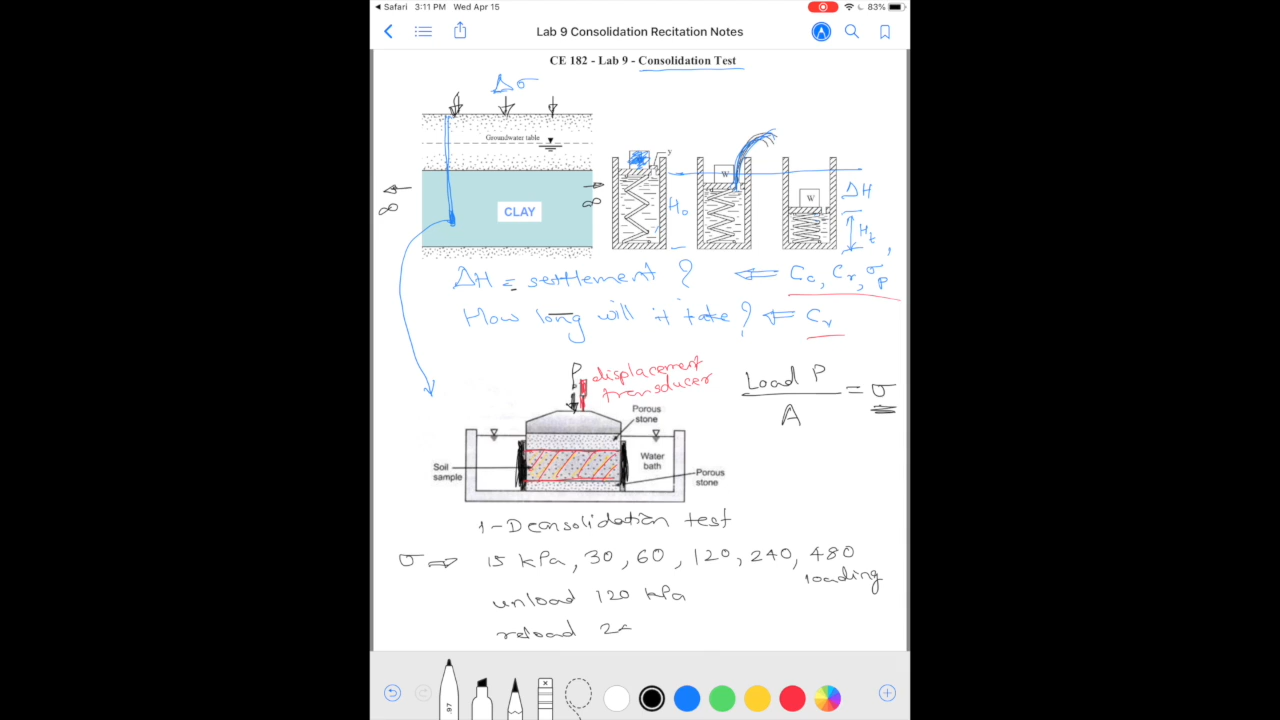 Safari 3:11 PM Wed Apr 15 83%
Lab 9 Consolidation Recitation Notes
CE 182 - Lab 9 - Consolidation Test
Δσ
Groundwater table
y
W
W
ΔH
H₀
Ht
∞
∞
CLAY
ΔH = settlement ? ⇐ Cc, Cr, σp
How long will it take? ⇐ Cv
P
displacement
transducer
Load P
A
= σ
Porous
stone
Soil
sample
Water
bath
Porous
stone
1-D consolidation test
σ ⇒ 15 kPa, 30, 60, 120, 240, 480
loading
unload 120 kPa
reload 24
.97